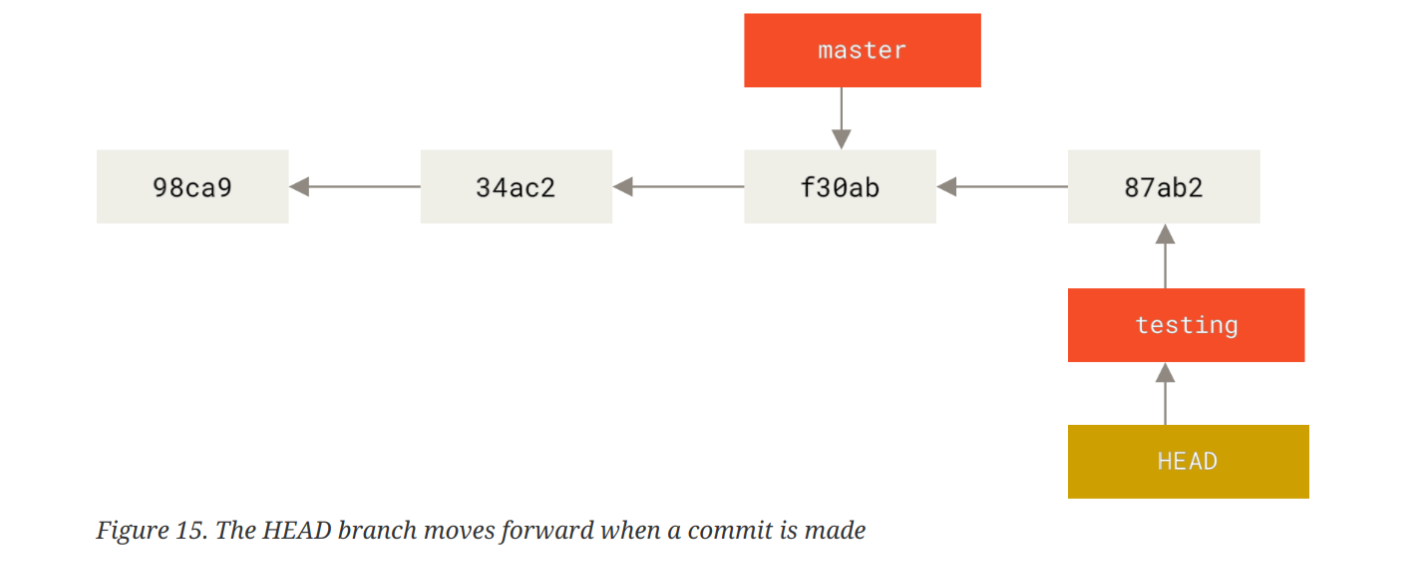 master
98ca9
34ac2
f30ab
87ab2
testing
HEAD
Figure 15. The HEAD branch moves forward when a commit is made